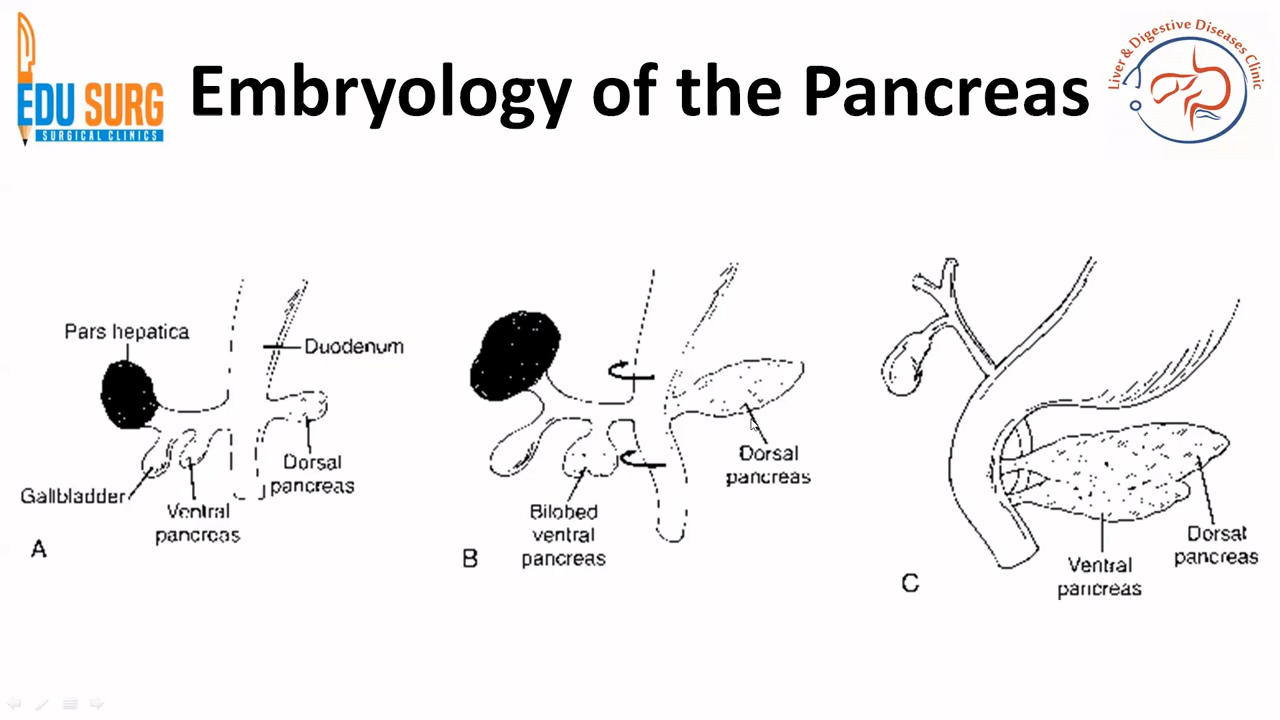 EDU SURG
SURGICAL CLINICS
Embryology of the Pancreas
Liver & Digestive Diseases Clinic
Pars hepatica
Duodenum
Dorsal
pancreas
Gallbladder
Ventral
pancreas
A
Dorsal
pancreas
Bilobed
ventral
pancreas
B
Dorsal
pancreas
Ventral
pancreas
C